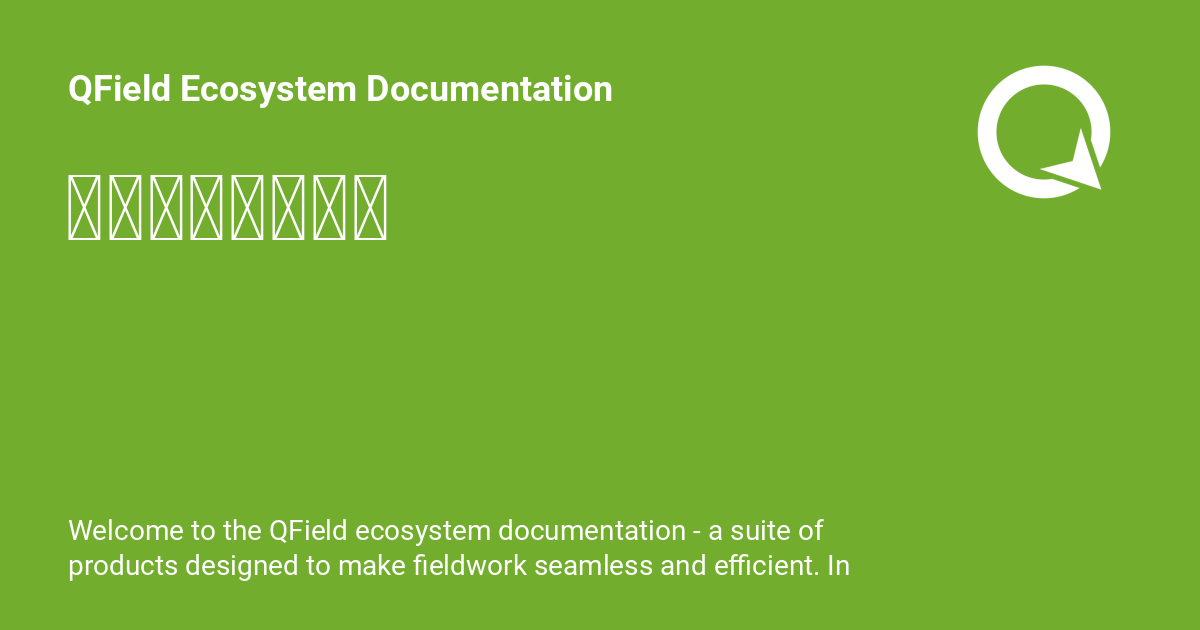 QField Ecosystem Documentation
Welcome to the QField ecosystem documentation - a suite of
products designed to make fieldwork seamless and efficient. In